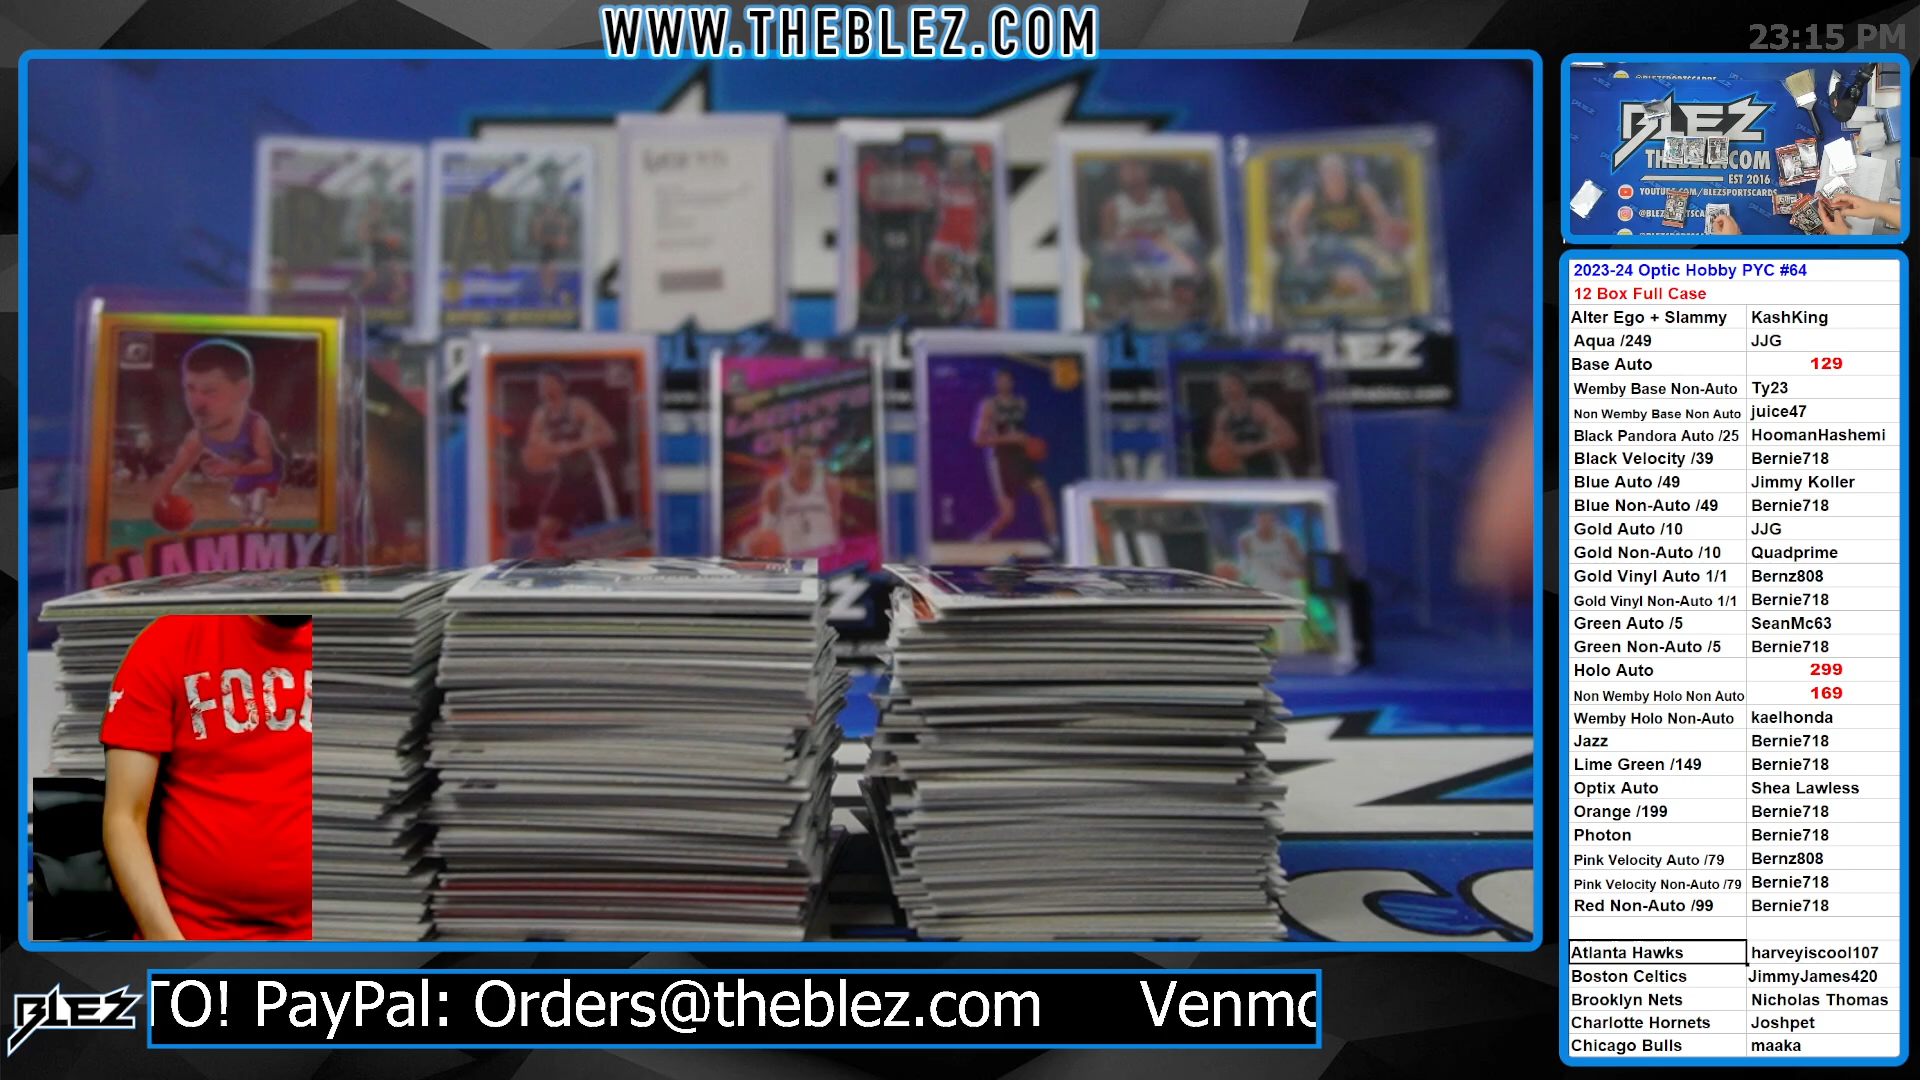 WWW.THEBLEZ.COM
23:15 PM
BLEZ
EST 2016
2023-24 Optic Hobby PYC #64
12 Box Full Case
Alter Ego + Slammy KashKing
Aqua /249 JJG
Base Auto 129
Wemby Base Non-Auto Ty23
Non Wemby Base Non Auto juice47
Black Pandora Auto /25 HoomanHashemi
Black Velocity /39 Bernie718
Blue Auto /49 Jimmy Koller
Blue Non-Auto /49 Bernie718
Gold Auto /10 JJG
Gold Non-Auto /10 Quadprime
Gold Vinyl Auto 1/1 Bernz808
Gold Vinyl Non-Auto 1/1 Bernie718
Green Auto /5 SeanMc63
Green Non-Auto /5 Bernie718
Holo Auto 299
Non Wemby Holo Non Auto 169
Wemby Holo Non-Auto kaelhonda
Jazz Bernie718
Lime Green /149 Bernie718
Optix Auto Shea Lawless
Orange /199 Bernie718
Photon Bernie718
Pink Velocity Auto /79 Bernz808
Pink Velocity Non-Auto /79 Bernie718
Red Non-Auto /99 Bernie718
Atlanta Hawks harveyiscool107
Boston Celtics JimmyJames420
Brooklyn Nets Nicholas Thomas
Charlotte Hornets Joshpet
Chicago Bulls maaka
SLAMMY!
LIGHTS
OUT
FOCU
BLEZ
TO! PayPal: Orders@theblez.com Venmo